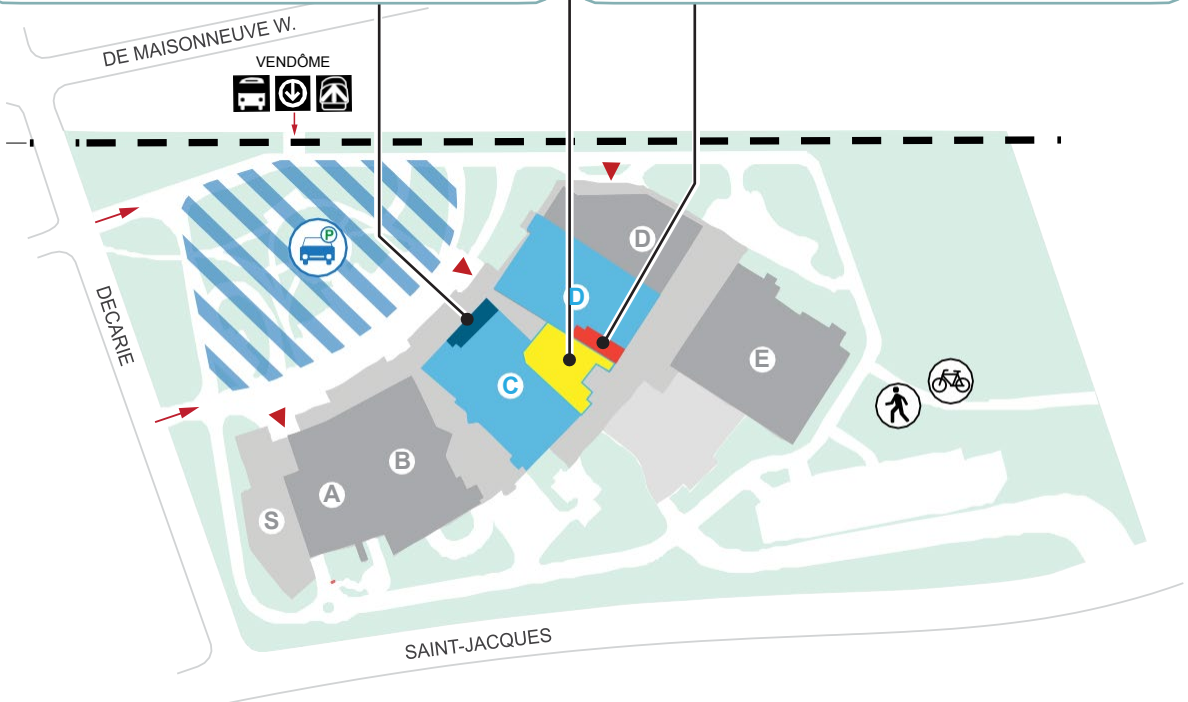 DE MAISONNEUVE W.
VENDÔME
P
D
D
DECARIE
E
C
B
A
S
SAINT-JACQUES